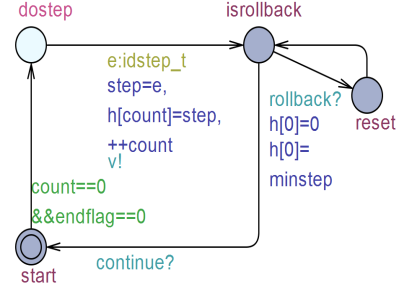 dostep
isrollback
e:idstep_t
step=e,
h[count]=step,
++count
v!
rollback?
h[0]=0
h[0]=
minstep
reset
count==0
&&endflag==0
continue?
start